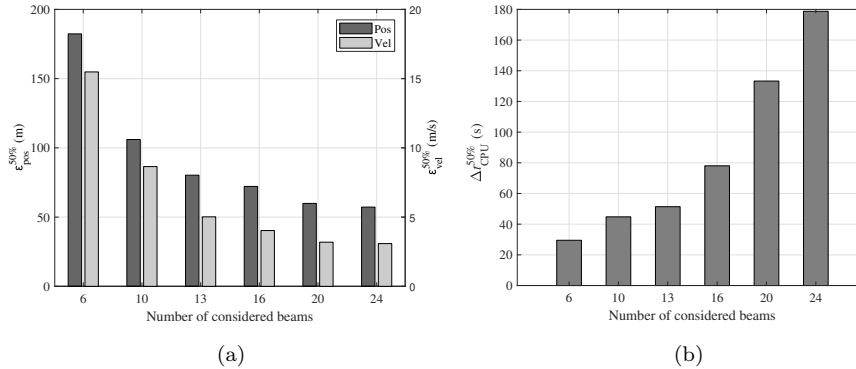 200
150
100
50
0
ε50%pos (m)
20
15
10
5
0
ε50%vel (m/s)
Pos
Vel
6 10 13 16 20 24
Number of considered beams
(a)
180
160
140
120
100
80
60
40
20
0
Δt50%CPU (s)
6 10 13 16 20 24
Number of considered beams
(b)